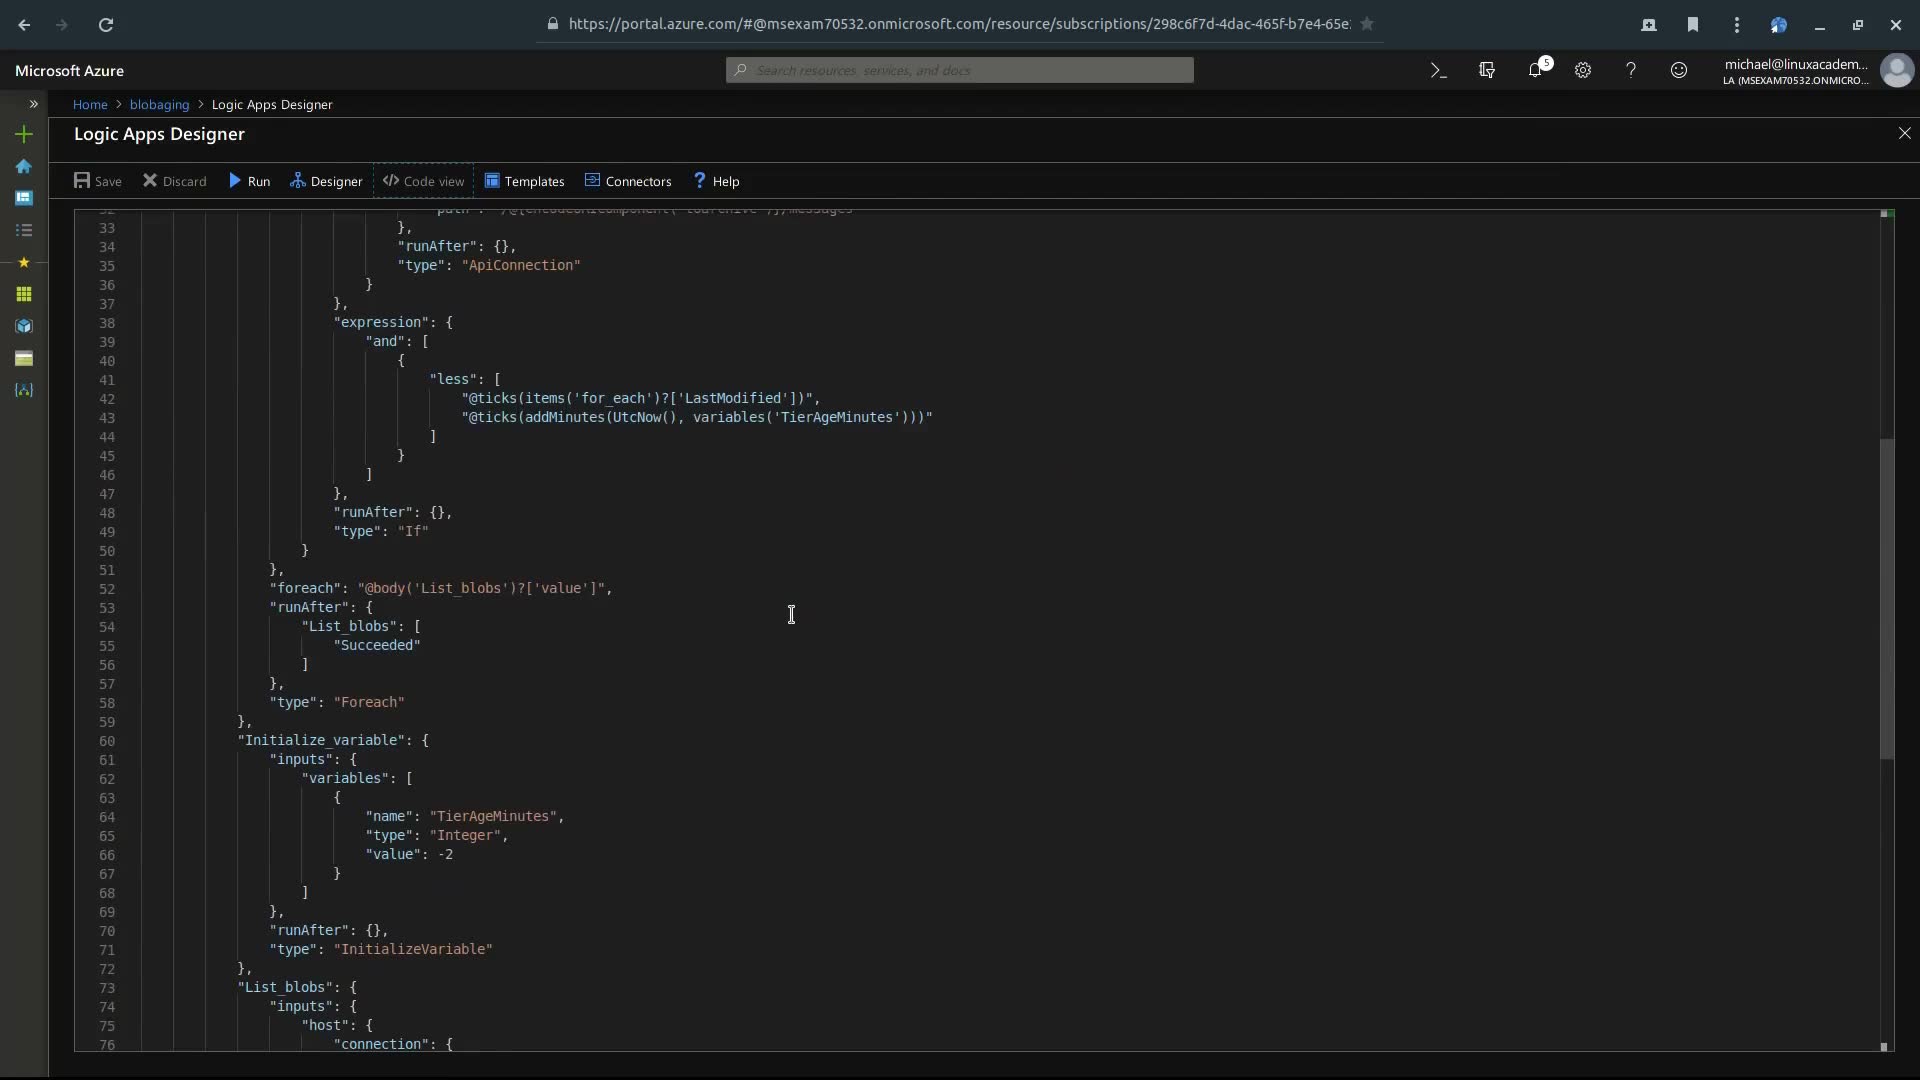 https://portal.azure.com/#@msexam70532.onmicrosoft.com/resource/subscriptions/298c6f7d-4dac-465f-b7e4-65e
Microsoft Azure
Search resources, services, and docs
5
michael@linuxacadem...
LA (MSEXAM70532.ONMICRO...
Home > blobaging > Logic Apps Designer
Logic Apps Designer
Save Discard Run Designer </> Code view Templates Connectors ? Help
33 },
34 "runAfter": {},
35 "type": "ApiConnection"
36 }
37 },
38 "expression": {
39 "and": [
40 {
41 "less": [
42 "@ticks(items('for_each')?['LastModified'])",
43 "@ticks(addMinutes(UtcNow(), variables('TierAgeMinutes')))"
44 ]
45 }
46 ]
47 },
48 "runAfter": {},
49 "type": "If"
50 }
51 },
52 "foreach": "@body('List_blobs')?['value']",
53 "runAfter": {
54 "List_blobs": [
55 "Succeeded"
56 ]
57 },
58 "type": "Foreach"
59 },
60 "Initialize_variable": {
61 "inputs": {
62 "variables": [
63 {
64 "name": "TierAgeMinutes",
65 "type": "Integer",
66 "value": -2
67 }
68 ]
69 },
70 "runAfter": {},
71 "type": "InitializeVariable"
72 },
73 "List_blobs": {
74 "inputs": {
75 "host": {
76 "connection": {